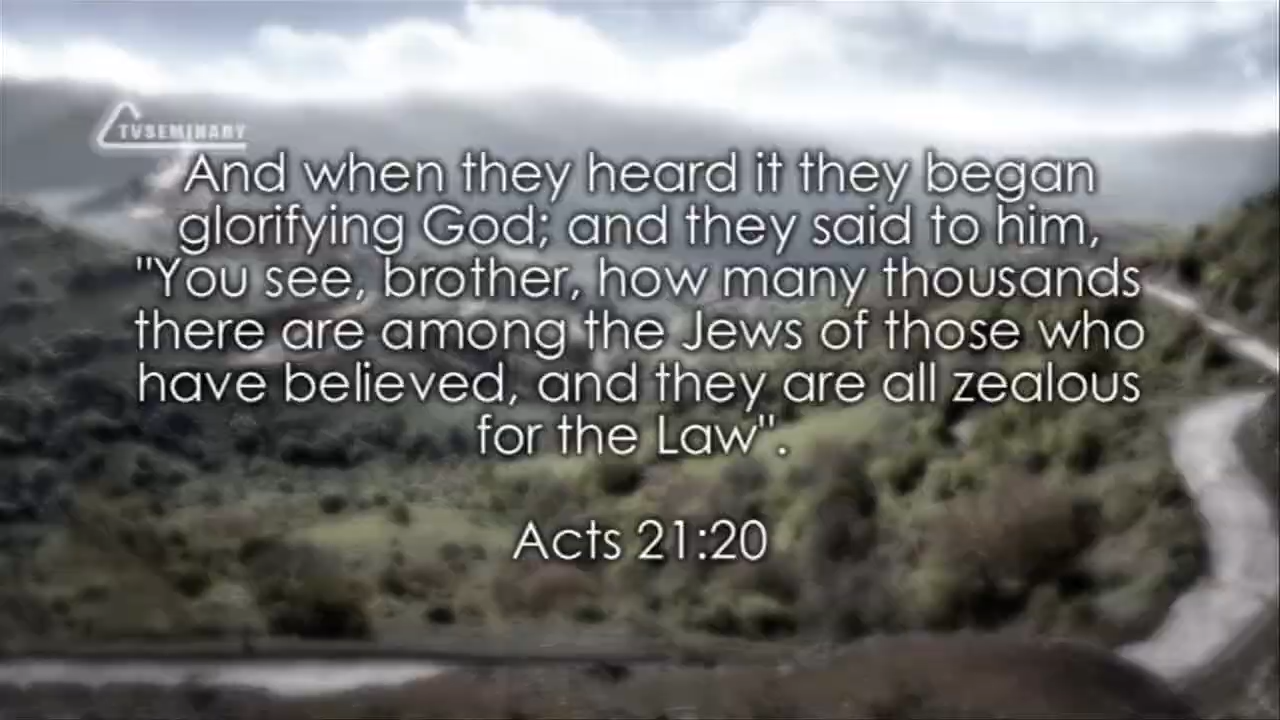 TVSEMINARY
And when they heard it they began
glorifying God; and they said to him,
"You see, brother, how many thousands
there are among the Jews of those who
have believed, and they are all zealous
for the Law".
Acts 21:20